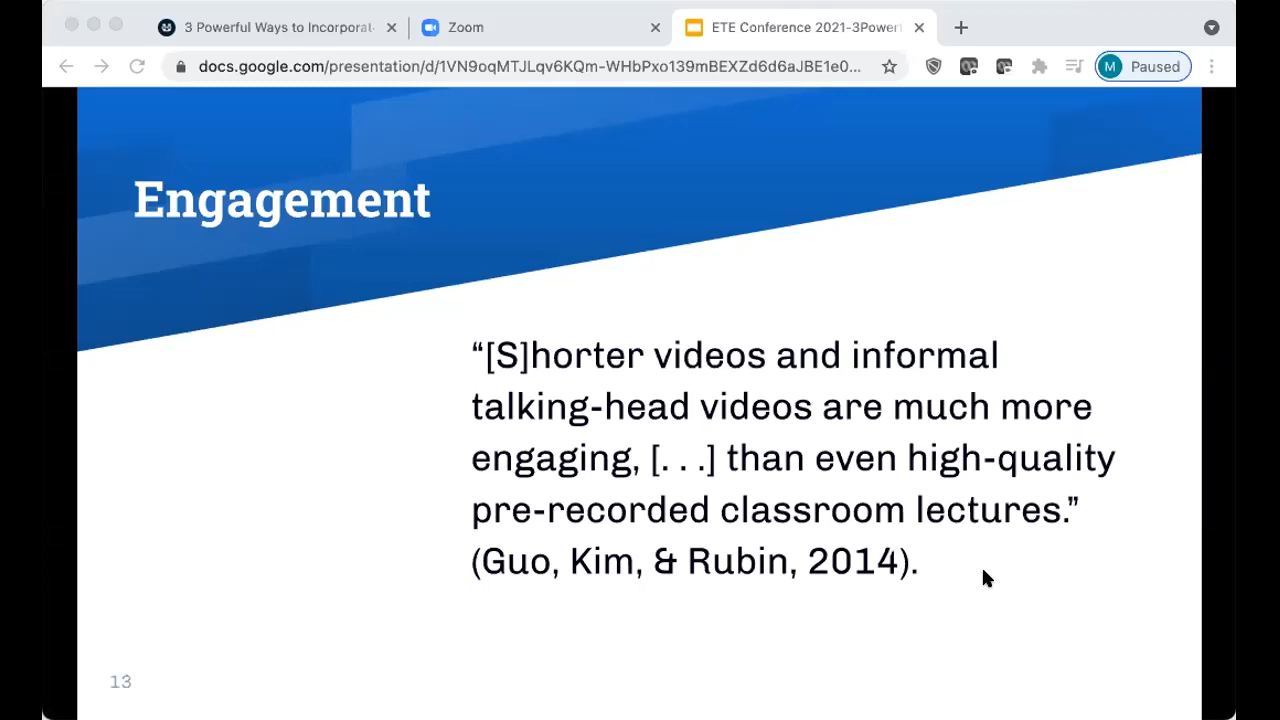 3 Powerful Ways to Incorporat
Zoom
ETE Conference 2021-3Powerf
docs.google.com/presentation/d/1VN9oqMTJLqv6KQm-WHbPxo139mBEXZd6d6aJBE1e0...
M Paused
Engagement
“[S]horter videos and informal
talking-head videos are much more
engaging, [. . .] than even high-quality
pre-recorded classroom lectures.”
(Guo, Kim, & Rubin, 2014).
13